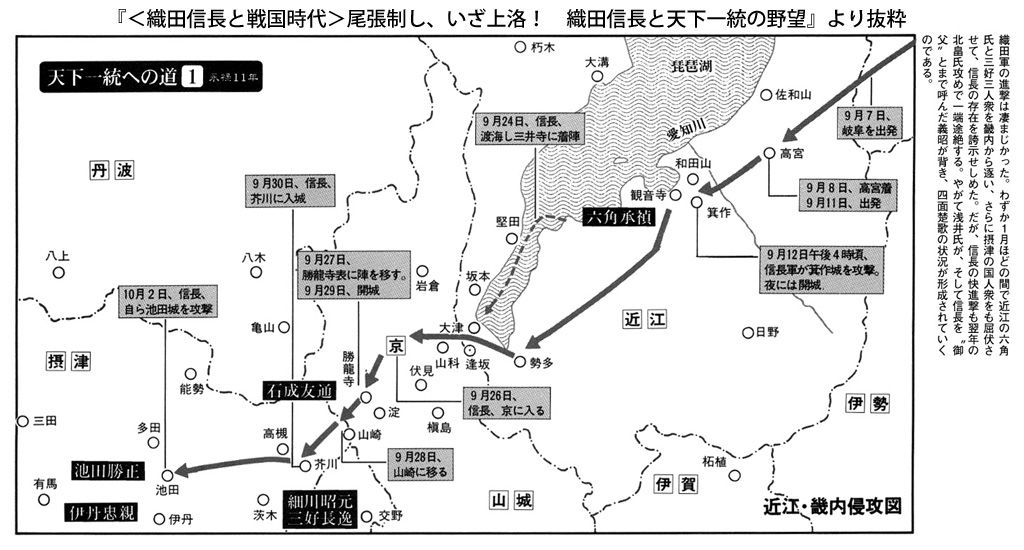 『＜織田信長と戦国時代＞尾張制し、いざ上洛！　織田信長と天下一統の野望』より抜粋
織田軍の進撃は凄まじかった。わずか1月ほどの間で近江の六角
氏と三好三人衆を畿内から逐い、さらに摂津の国人衆をも屈伏さ
せて、信長の存在を誇示せしめた。だが、信長の快進撃も翌年の
北畠氏攻めで一端途絶する。やがて浅井氏が、そして信長を〝御
父〟とまで呼んだ義昭が背き、四面楚歌の状況が形成されていく
のである。
天下一統への道 1 永禄11年
朽木
大溝
琵琶湖
佐和山
愛知川
9月7日、
岐阜を出発
9月24日、信長、
渡海し三井寺に着陣
高宮
和田山
観音寺
箕作
9月8日、高宮着
9月11日、出発
六角承禎
丹波
9月30日、信長、
芥川に入城
堅田
9月12日午後4時頃、
信長軍が箕作城を攻撃。
夜には開城.
八上
八木
9月27日、
勝龍寺表に陣を移す。
9月29日、開城
岩倉
坂本
10月2日、信長、
自ら池田城を攻撃
亀山
大津
近江
日野
京
山科
逢坂
勢多
摂津
能勢
勝龍寺
伏見
石成友通
9月26日、
信長、京に入る
伊勢
三田
多田
淀
槇島
高槻
山崎
9月28日、
山崎に移る
池田勝正
池田
芥川
柘植
有馬
伊丹忠親
伊丹
茨木
細川昭元
三好長逸
交野
山城
伊賀
近江・畿内侵攻図